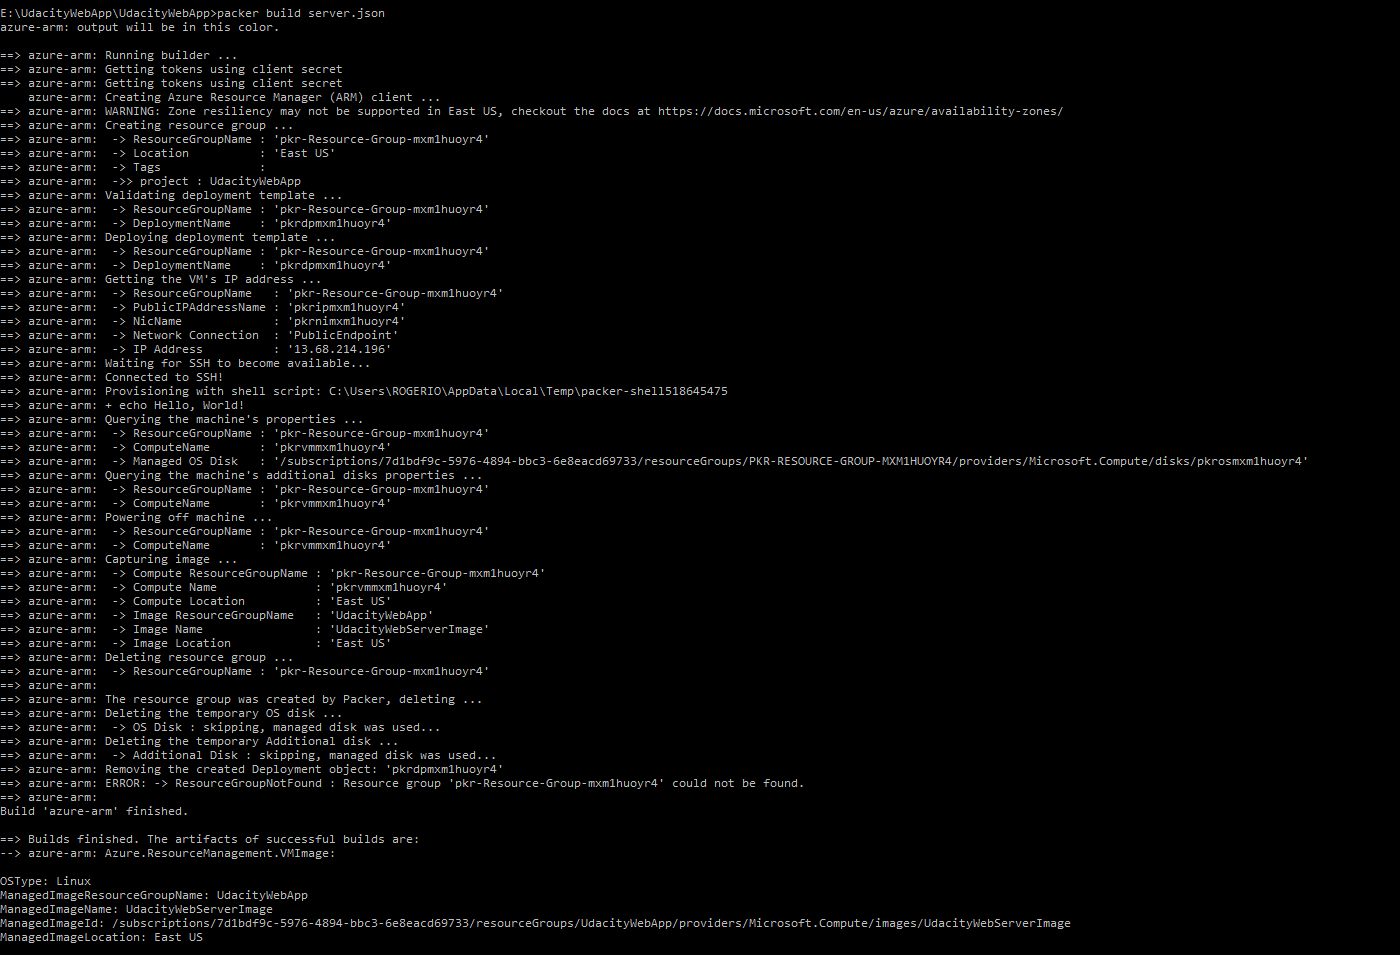 E:\UdacityWebApp\UdacityWebApp>packer build server.json
azure-arm: output will be in this color.

==> azure-arm: Running builder ...
==> azure-arm: Getting tokens using client secret
==> azure-arm: Getting tokens using client secret
    azure-arm: Creating Azure Resource Manager (ARM) client ...
==> azure-arm: WARNING: Zone resiliency may not be supported in East US, checkout the docs at https://docs.microsoft.com/en-us/azure/availability-zones/
==> azure-arm: Creating resource group ...
==> azure-arm:  -> ResourceGroupName : 'pkr-Resource-Group-mxm1huoyr4'
==> azure-arm:  -> Location          : 'East US'
==> azure-arm:  -> Tags              :
==> azure-arm:  ->> project : UdacityWebApp
==> azure-arm: Validating deployment template ...
==> azure-arm:  -> ResourceGroupName : 'pkr-Resource-Group-mxm1huoyr4'
==> azure-arm:  -> DeploymentName    : 'pkrdpmxm1huoyr4'
==> azure-arm: Deploying deployment template ...
==> azure-arm:  -> ResourceGroupName : 'pkr-Resource-Group-mxm1huoyr4'
==> azure-arm:  -> DeploymentName    : 'pkrdpmxm1huoyr4'
==> azure-arm: Getting the VM's IP address ...
==> azure-arm:  -> ResourceGroupName   : 'pkr-Resource-Group-mxm1huoyr4'
==> azure-arm:  -> PublicIPAddressName : 'pkripmxm1huoyr4'
==> azure-arm:  -> NicName             : 'pkrnimxm1huoyr4'
==> azure-arm:  -> Network Connection  : 'PublicEndpoint'
==> azure-arm:  -> IP Address          : '13.68.214.196'
==> azure-arm: Waiting for SSH to become available...
==> azure-arm: Connected to SSH!
==> azure-arm: Provisioning with shell script: C:\Users\ROGERIO\AppData\Local\Temp\packer-shell518645475
==> azure-arm: + echo Hello, World!
==> azure-arm: Querying the machine's properties ...
==> azure-arm:  -> ResourceGroupName : 'pkr-Resource-Group-mxm1huoyr4'
==> azure-arm:  -> ComputeName       : 'pkrvmmxm1huoyr4'
==> azure-arm:  -> Managed OS Disk   : '/subscriptions/7d1bdf9c-5976-4894-bbc3-6e8eacd69733/resourceGroups/PKR-RESOURCE-GROUP-MXM1HUOYR4/providers/Microsoft.Compute/disks/pkrosmxm1huoyr4'
==> azure-arm: Querying the machine's additional disks properties ...
==> azure-arm:  -> ResourceGroupName : 'pkr-Resource-Group-mxm1huoyr4'
==> azure-arm:  -> ComputeName       : 'pkrvmmxm1huoyr4'
==> azure-arm: Powering off machine ...
==> azure-arm:  -> ResourceGroupName : 'pkr-Resource-Group-mxm1huoyr4'
==> azure-arm:  -> ComputeName       : 'pkrvmmxm1huoyr4'
==> azure-arm: Capturing image ...
==> azure-arm:  -> Compute ResourceGroupName : 'pkr-Resource-Group-mxm1huoyr4'
==> azure-arm:  -> Compute Name              : 'pkrvmmxm1huoyr4'
==> azure-arm:  -> Compute Location          : 'East US'
==> azure-arm:  -> Image ResourceGroupName   : 'UdacityWebApp'
==> azure-arm:  -> Image Name                : 'UdacityWebServerImage'
==> azure-arm:  -> Image Location            : 'East US'
==> azure-arm: Deleting resource group ...
==> azure-arm:  -> ResourceGroupName : 'pkr-Resource-Group-mxm1huoyr4'
==> azure-arm:
==> azure-arm: The resource group was created by Packer, deleting ...
==> azure-arm: Deleting the temporary OS disk ...
==> azure-arm:  -> OS Disk : skipping, managed disk was used...
==> azure-arm: Deleting the temporary Additional disk ...
==> azure-arm:  -> Additional Disk : skipping, managed disk was used...
==> azure-arm: Removing the created Deployment object: 'pkrdpmxm1huoyr4'
==> azure-arm: ERROR: -> ResourceGroupNotFound : Resource group 'pkr-Resource-Group-mxm1huoyr4' could not be found.
==> azure-arm:
Build 'azure-arm' finished.

==> Builds finished. The artifacts of successful builds are:
--> azure-arm: Azure.ResourceManagement.VMImage:

OSType: Linux
ManagedImageResourceGroupName: UdacityWebApp
ManagedImageName: UdacityWebServerImage
ManagedImageId: /subscriptions/7d1bdf9c-5976-4894-bbc3-6e8eacd69733/resourceGroups/UdacityWebApp/providers/Microsoft.Compute/images/UdacityWebServerImage
ManagedImageLocation: East US